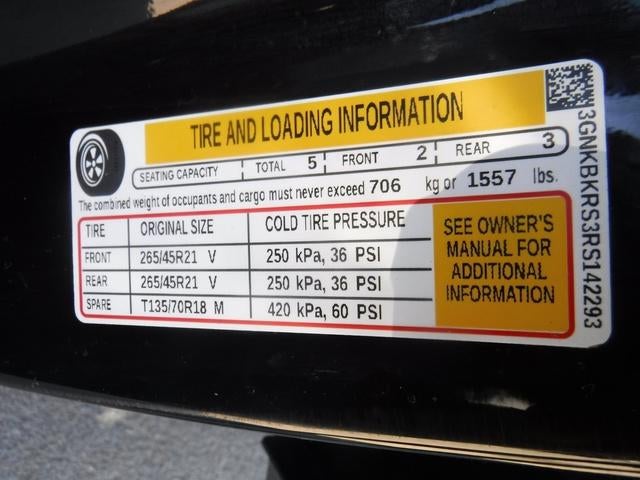 TIRE AND LOADING INFORMATION
SEATING CAPACITY TOTAL 5 FRONT 2 REAR 3
The combined weight of occupants and cargo must never exceed 706 kg or 1557 lbs.
TIRE ORIGINAL SIZE COLD TIRE PRESSURE
FRONT 265/45R21 V 250 kPa, 36 PSI
REAR 265/45R21 V 250 kPa, 36 PSI
SPARE T135/70R18 M 420 kPa, 60 PSI
SEE OWNER'S
MANUAL FOR
ADDITIONAL
INFORMATION
3GNKBKRS3RS142293